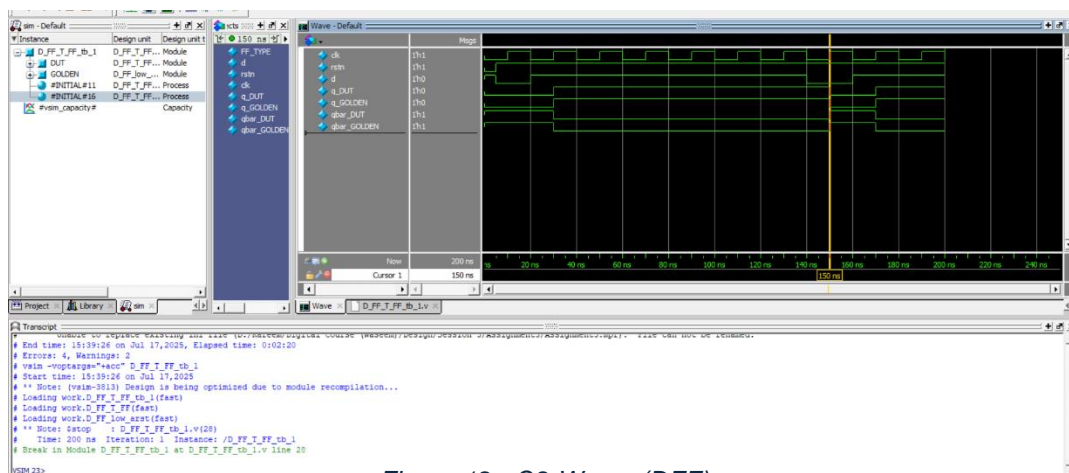 sim - Default
Instance Design unit Design unit t
D_FF_T_FF_tb_1 D_FF_T_FF... Module
DUT D_FF_T_FF... Module
GOLDEN D_FF_low_... Module
#INITIAL#11 D_FF_T_FF... Process
#INITIAL#16 D_FF_T_FF... Process
#vsim_capacity# Capacity
Project Library sim
150 ns
FF_TYPE
d
rstn
clk
q_DUT
q_GOLDEN
qbar_DUT
qbar_GOLDEN
Wave - Default
Msgs
clk 1'h1
rstn 1'h1
d 1'h0
q_DUT 1'h0
q_GOLDEN 1'h0
qbar_DUT 1'h1
qbar_GOLDEN 1'h1
Now 200 ns
Cursor 1 150 ns
ns 20 ns 40 ns 60 ns 80 ns 100 ns 120 ns 140 ns 160 ns 180 ns 200 ns 220 ns 240 ns
150 ns
Wave D_FF_T_FF_tb_1.v
Transcript
# End time: 15:39:26 on Jul 17,2025, Elapsed time: 0:02:20
# Errors: 4, Warnings: 2
# vsim -voptargs="+acc" D_FF_T_FF_tb_1
# Start time: 15:39:26 on Jul 17,2025
# ** Note: (vsim-3813) Design is being optimized due to module recompilation...
# Loading work.D_FF_T_FF_tb_1(fast)
# Loading work.D_FF_T_FF(fast)
# Loading work.D_FF_low_arst(fast)
# ** Note: $stop : D_FF_T_FF_tb_1.v(28)
# Time: 200 ns Iteration: 1 Instance: /D_FF_T_FF_tb_1
# Break in Module D_FF_T_FF_tb_1 at D_FF_T_FF_tb_1.v line 28
VSIM 23>